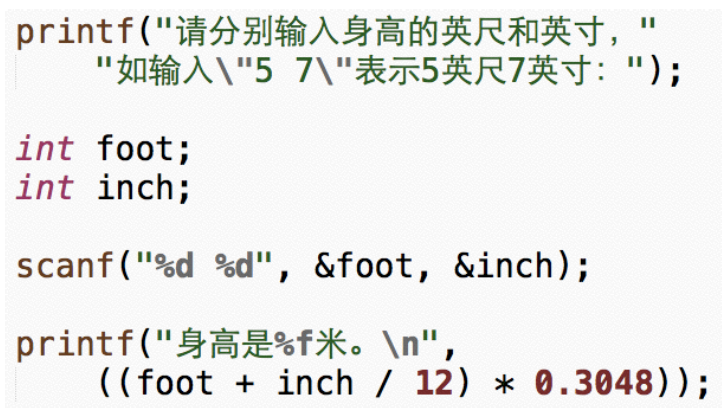 printf("请分别输入身高的英尺和英寸，"
"如输入\"5 7\"表示5英尺7英寸：");
int foot;
int inch;
scanf("%d %d", &foot, &inch);
printf("身高是%f米。\n",
((foot + inch / 12) * 0.3048));